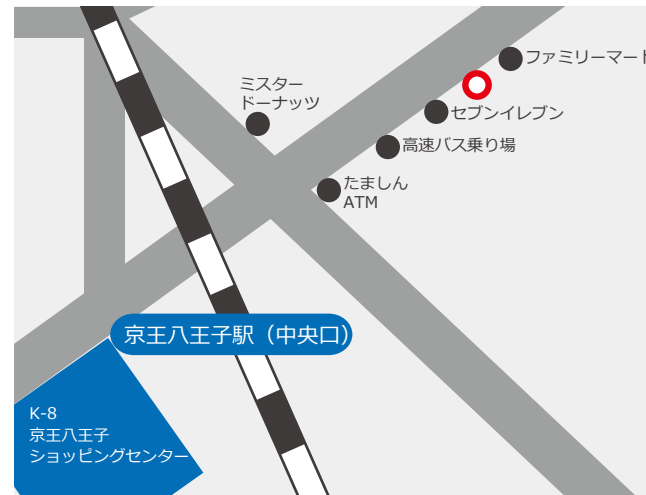 ファミリーマート
ミスター
ドーナッツ
セブンイレブン
高速バス乗り場
たましん
ATM
京王八王子駅（中央口)
K-8
京王八王子
ショッピングセンター